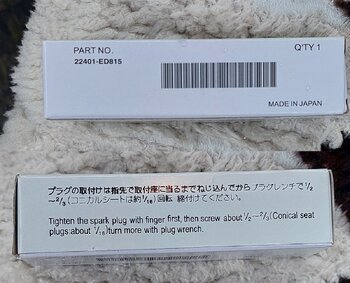 PART NO.
Q'TY 1
22401-ED815
MADE IN JAPAN
プラグの取付けは指先で取付座に当るまでねじ込んでからプラグレンチで1/2
〜2/3(コニカルシートは約1/16)回転 締付けてください。
Tighten the spark plug with finger first, then screw about 1/2~2/3(Conical seat
plugs:about 1/16)turn more with plug wrench.